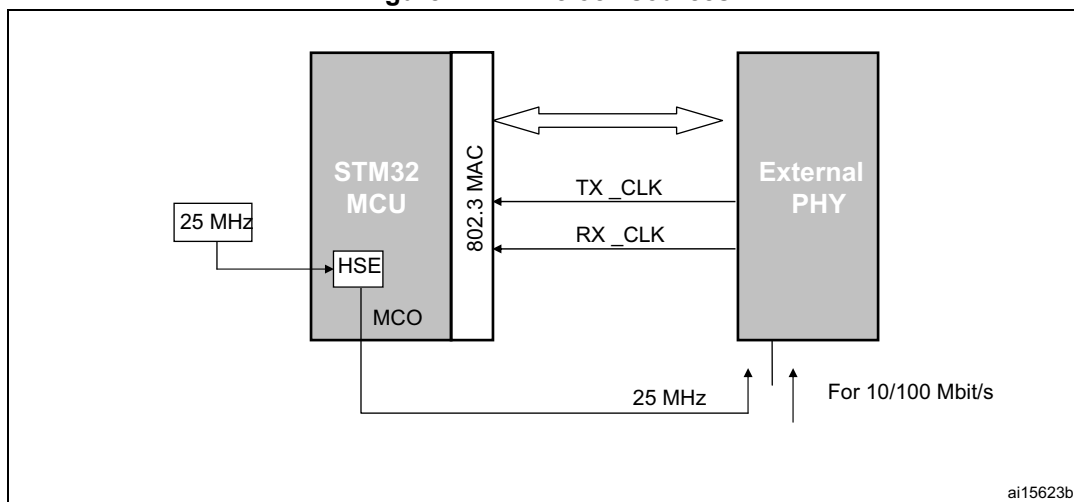 STM32
MCU
802.3 MAC
External
PHY
TX _CLK
RX _CLK
25 MHz
HSE
MCO
25 MHz
For 10/100 Mbit/s
ai15623b